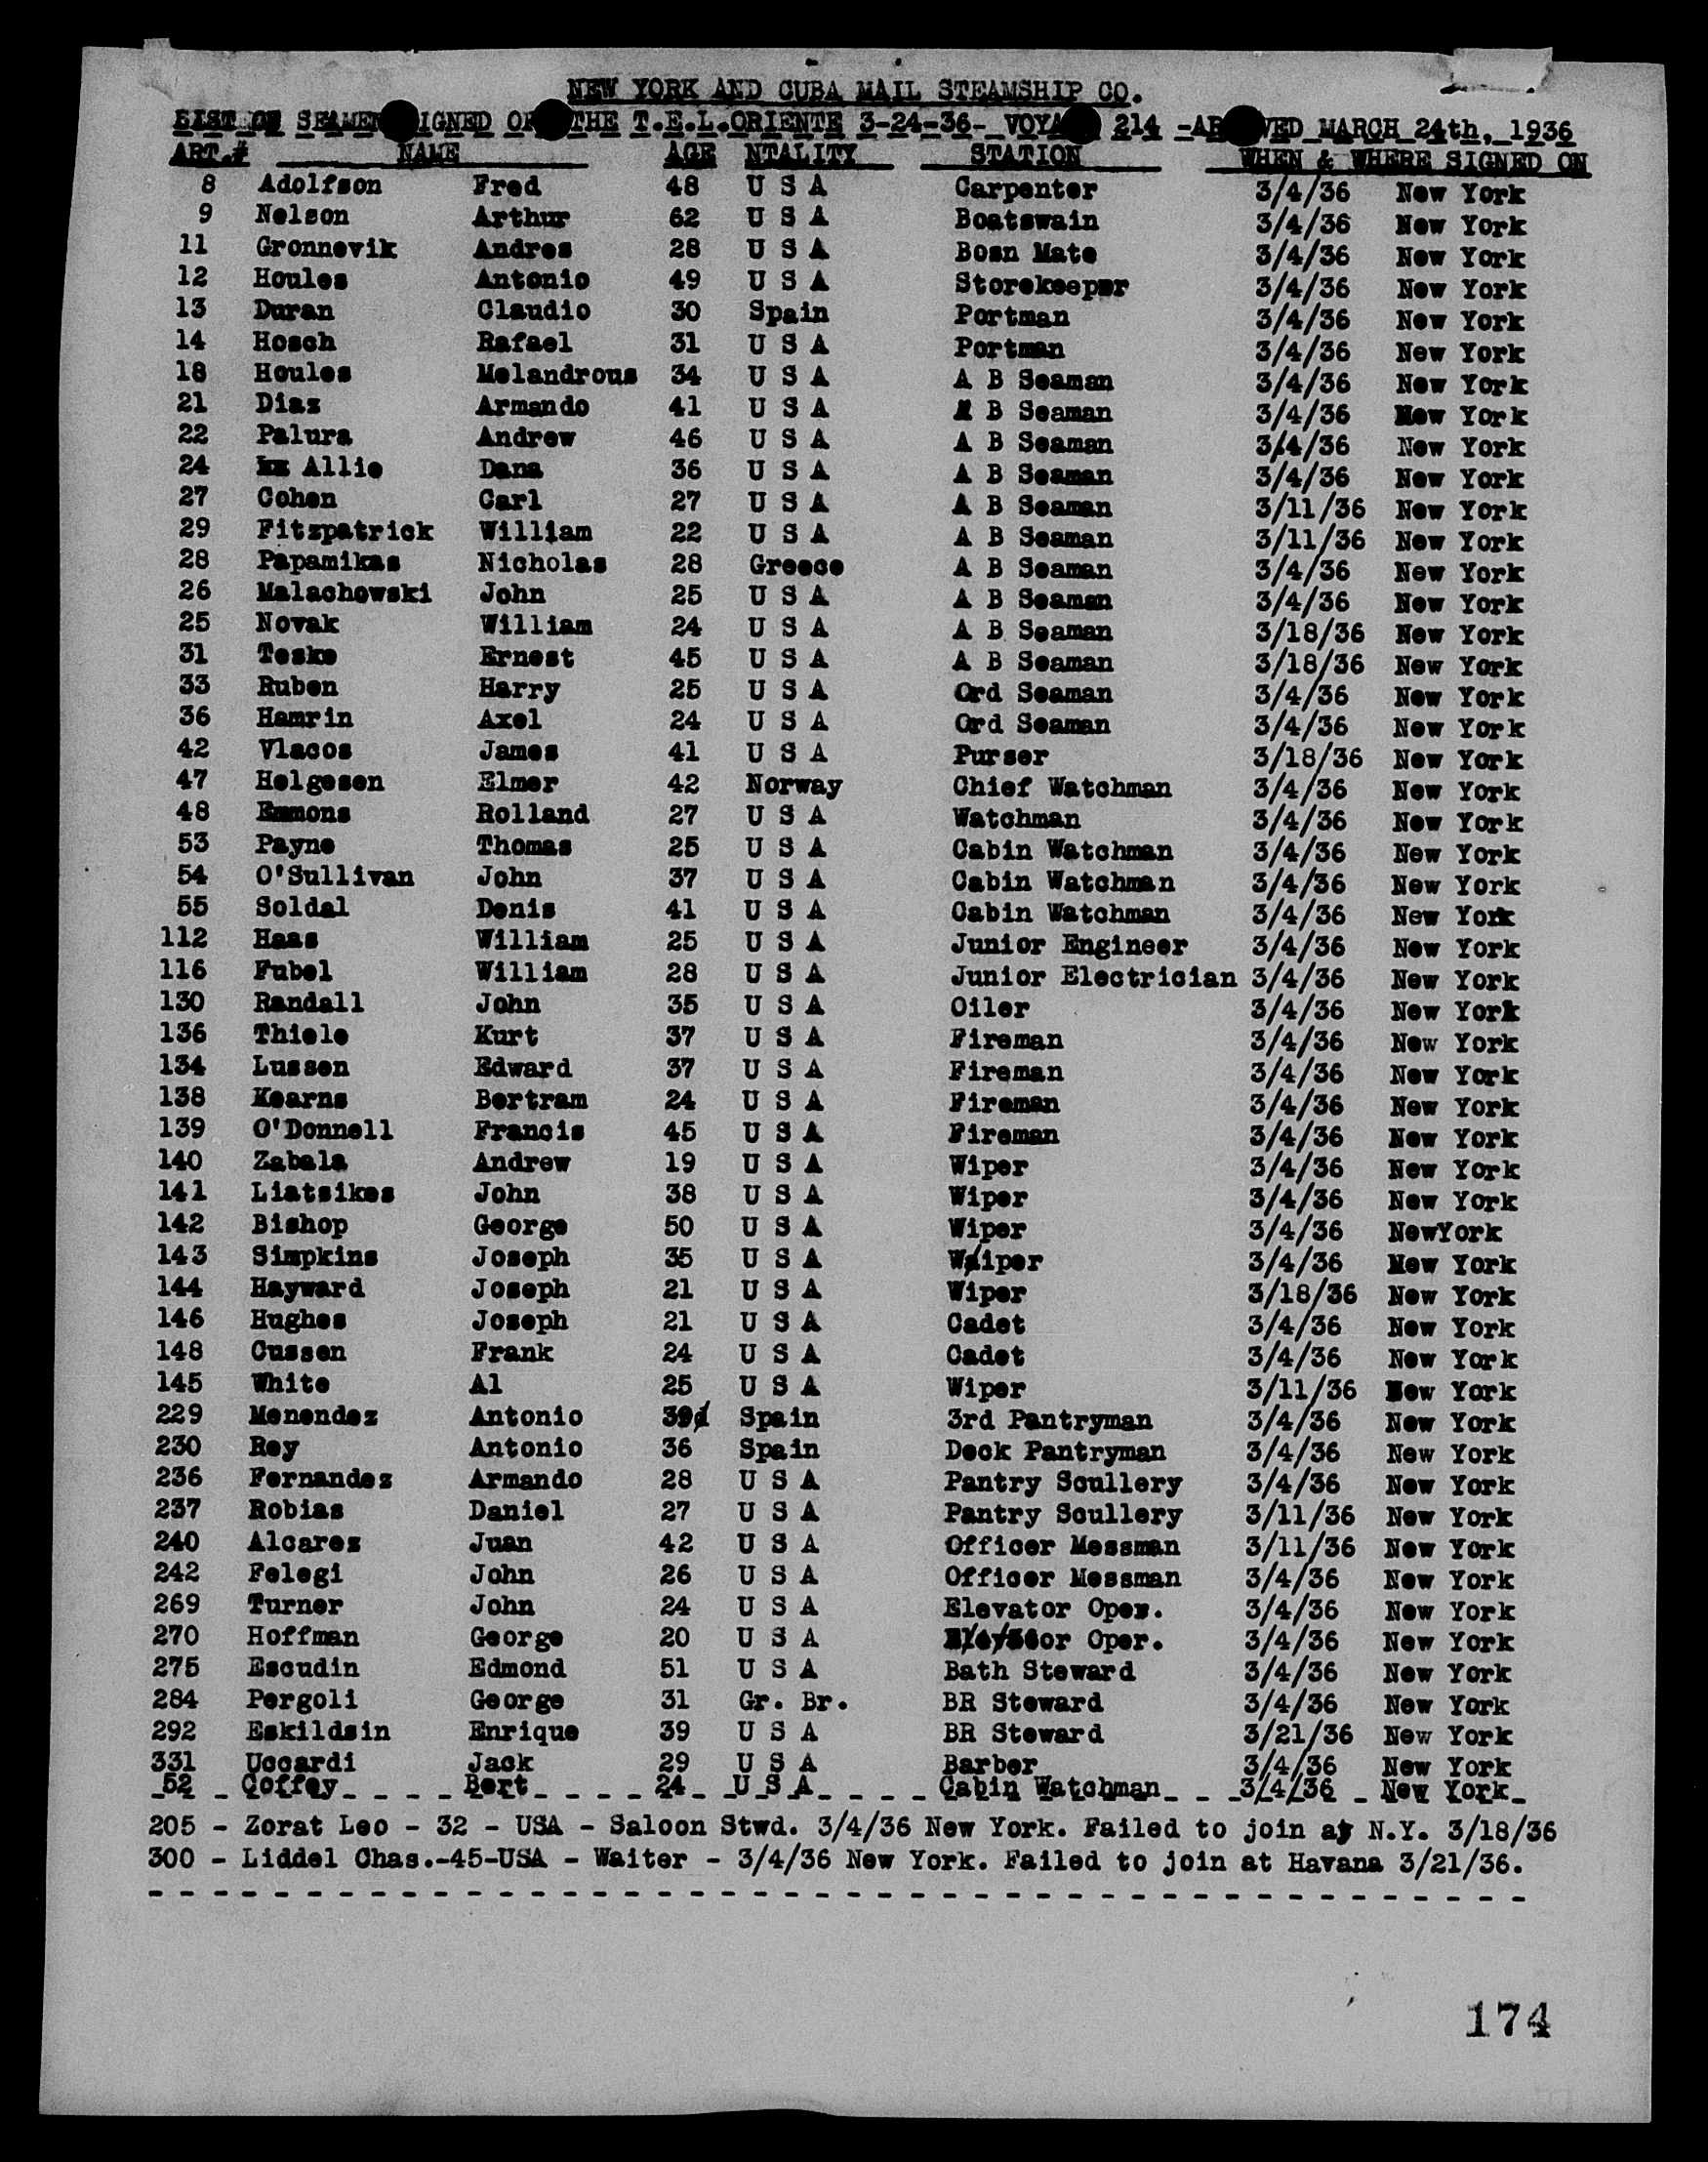 NEW YORK AND CUBA MAIL STEAMSHIP CO.
LIST OF SEAMEN SIGNED THE T.E.L.ORIENTE 3-24-36- VOYA 214 -AR VED MARCH 24th, 1936
ART.# NAME AGE NTALITY STATION WHEN & WHERE SIGNED ON
8 Adolfson Fred 48 U S A Carpenter 3/4/36 New York
9 Nelson Arthur 62 U S A Boatswain 3/4/36 New York
11 Gronnevik Andres 28 U S A Bosn Mate 3/4/36 New York
12 Houles Antonio 49 U S A Storekeeper 3/4/36 New York
13 Duran Claudio 30 Spain Portman 3/4/36 New York
14 Hosch Rafael 31 U S A Portman 3/4/36 New York
18 Houles Melandrous 34 U S A A B Seaman 3/4/36 New York
21 Diaz Armando 41 U S A A B Seaman 3/4/36 New York
22 Palura Andrew 46 U S A A B Seaman 3/4/36 New York
24 Allie Dana 36 U S A A B Seaman 3/4/36 New York
27 Cohen Carl 27 U S A A B Seaman 3/11/36 New York
29 Fitzpatrick William 22 U S A A B Seaman 3/11/36 New York
28 Papamikas Nicholas 28 Greece A B Seaman 3/4/36 New York
26 Malachowski John 25 U S A A B Seaman 3/4/36 New York
25 Novak William 24 U S A A B Seaman 3/18/36 New York
31 Teske Ernest 45 U S A A B Seaman 3/18/36 New York
33 Ruben Harry 25 U S A Ord Seaman 3/4/36 New York
36 Hamrin Axel 24 U S A Ord Seaman 3/4/36 New York
42 Vlacos James 41 U S A Purser 3/18/36 New York
47 Helgesen Elmer 42 Norway Chief Watchman 3/4/36 New York
48 Emmons Rolland 27 U S A Watchman 3/4/36 New York
53 Payne Thomas 25 U S A Cabin Watchman 3/4/36 New York
54 O'Sullivan John 37 U S A Cabin Watchman 3/4/36 New York
55 Soldal Denis 41 U S A Cabin Watchman 3/4/36 New York
112 Haas William 25 U S A Junior Engineer 3/4/36 New York
116 Fubel William 28 U S A Junior Electrician 3/4/36 New York
130 Randall John 35 U S A Oiler 3/4/36 New York
136 Thiele Kurt 37 U S A Fireman 3/4/36 New York
134 Lussen Edward 37 U S A Fireman 3/4/36 New York
138 Kearns Bertram 24 U S A Fireman 3/4/36 New York
139 O'Donnell Francis 45 U S A Fireman 3/4/36 New York
140 Zabala Andrew 19 U S A Wiper 3/4/36 New York
141 Liatsikes John 38 U S A Wiper 3/4/36 New York
142 Bishop George 50 U S A Wiper 3/4/36 NewYork
143 Simpkins Joseph 35 U S A Wiper 3/4/36 New York
144 Hayward Joseph 21 U S A Wiper 3/18/36 New York
146 Hughes Joseph 21 U S A Cadet 3/4/36 New York
148 Cussen Frank 24 U S A Cadet 3/4/36 New York
145 White Al 25 U S A Wiper 3/11/36 New York
229 Menendez Antonio 39 Spain 3rd Pantryman 3/4/36 New York
230 Rey Antonio 36 Spain Deck Pantryman 3/4/36 New York
236 Fernandez Armando 28 U S A Pantry Scullery 3/4/36 New York
237 Robias Daniel 27 U S A Pantry Scullery 3/11/36 New York
240 Alcarez Juan 42 U S A Officer Messman 3/11/36 New York
242 Felegi John 26 U S A Officer Messman 3/4/36 New York
269 Turner John 24 U S A Elevator Oper. 3/4/36 New York
270 Hoffman George 20 U S A Elevator Oper. 3/4/36 New York
275 Escudin Edmond 51 U S A Bath Steward 3/4/36 New York
284 Pergoli George 31 Gr. Br. BR Steward 3/4/36 New York
292 Eskildsin Enrique 39 U S A BR Steward 3/21/36 New York
331 Uccardi Jack 29 U S A Barber 3/4/36 New York
52 Coffey Bert 24 U S A Cabin Watchman 3/4/36 New York
205 - Zorat Leo - 32 - USA - Saloon Stwd. 3/4/36 New York. Failed to join at N.Y. 3/18/36
300 - Liddel Chas.-45-USA - Waiter - 3/4/36 New York. Failed to join at Havana 3/21/36.
174